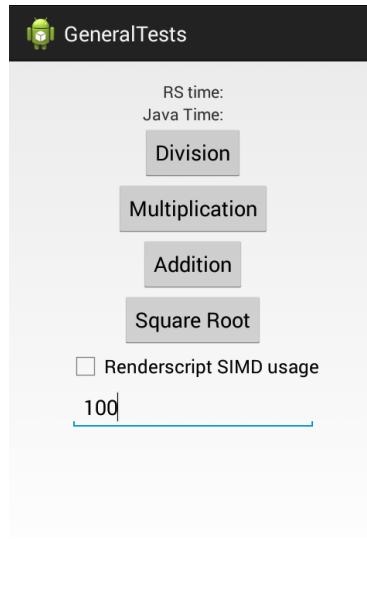 GeneralTests
RS time:
Java Time:
Division
Multiplication
Addition
Square Root
Renderscript SIMD usage
100